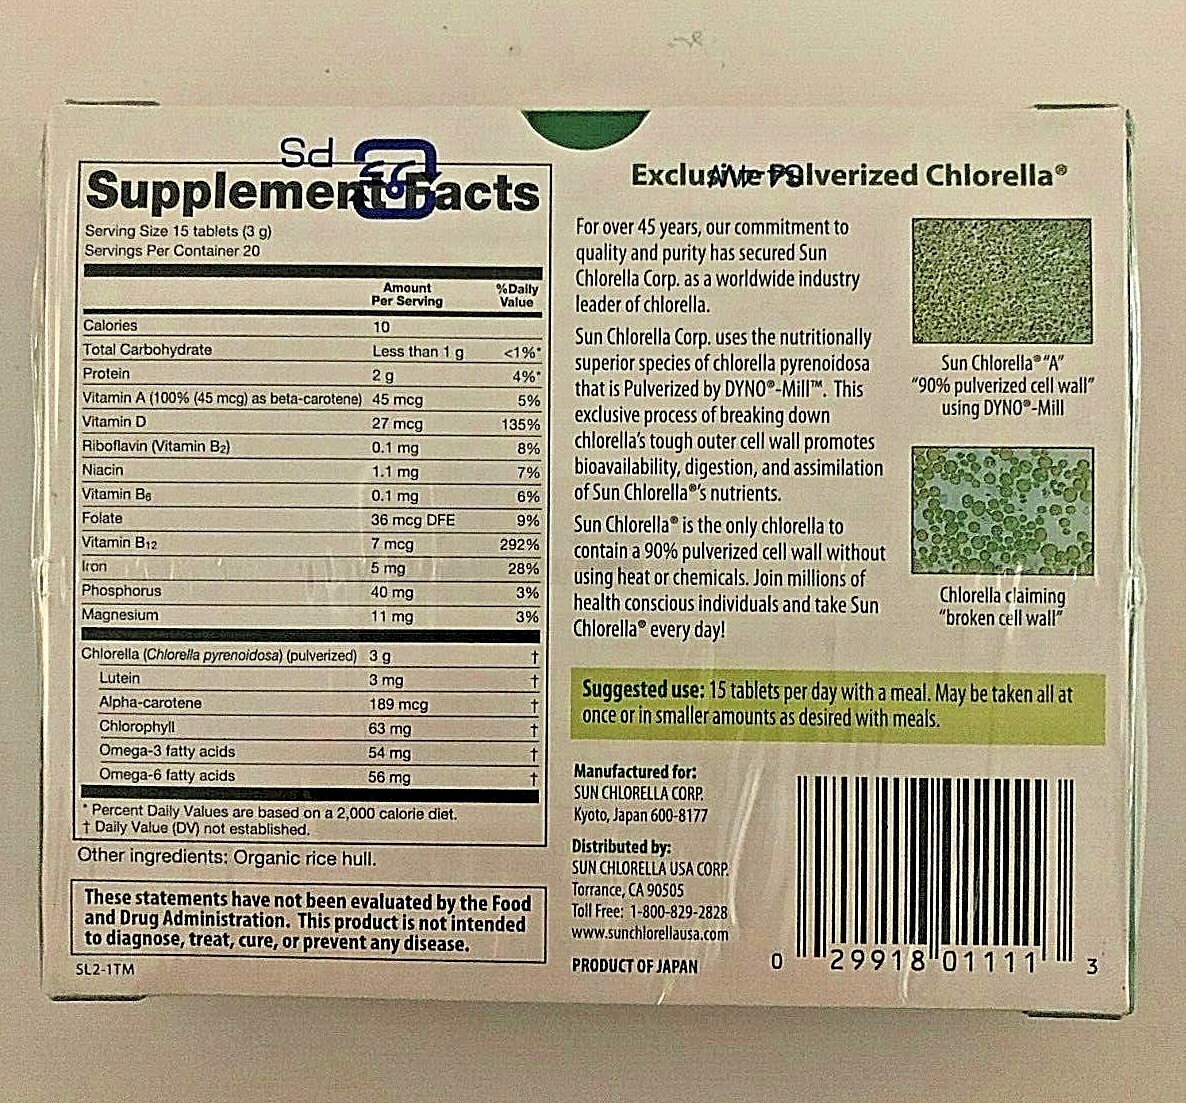 Sd
Supplement Facts
Serving Size 15 tablets (3 g)
Servings Per Container 20
Amount Per Serving %Daily Value
Calories 10
Total Carbohydrate Less than 1 g <1%*
Protein 2 g 4%*
Vitamin A (100% (45 mcg) as beta-carotene) 45 mcg 5%
Vitamin D 27 mcg 135%
Riboflavin (Vitamin B2) 0.1 mg 8%
Niacin 1.1 mg 7%
Vitamin B6 0.1 mg 6%
Folate 36 mcg DFE 9%
Vitamin B12 7 mcg 292%
Iron 5 mg 28%
Phosphorus 40 mg 3%
Magnesium 11 mg 3%
Chlorella (Chlorella pyrenoidosa) (pulverized) 3 g †
Lutein 3 mg †
Alpha-carotene 189 mcg †
Chlorophyll 63 mg †
Omega-3 fatty acids 54 mg †
Omega-6 fatty acids 56 mg †
* Percent Daily Values are based on a 2,000 calorie diet.
† Daily Value (DV) not established.
Other ingredients: Organic rice hull.
These statements have not been evaluated by the Food
and Drug Administration. This product is not intended
to diagnose, treat, cure, or prevent any disease.
SL2-1TM
Exclusive Pulverized Chlorella®
For over 45 years, our commitment to
quality and purity has secured Sun
Chlorella Corp. as a worldwide industry
leader of chlorella.
Sun Chlorella Corp. uses the nutritionally
superior species of chlorella pyrenoidosa
that is Pulverized by DYNO®-Mill™. This
exclusive process of breaking down
chlorella's tough outer cell wall promotes
bioavailability, digestion, and assimilation
of Sun Chlorella®'s nutrients.
Sun Chlorella® is the only chlorella to
contain a 90% pulverized cell wall without
using heat or chemicals. Join millions of
health conscious individuals and take Sun
Chlorella® every day!
Sun Chlorella® "A"
"90% pulverized cell wall"
using DYNO®-Mill
Chlorella claiming
"broken cell wall"
Suggested use: 15 tablets per day with a meal. May be taken all at
once or in smaller amounts as desired with meals.
Manufactured for:
SUN CHLORELLA CORP.
Kyoto, Japan 600-8177
Distributed by:
SUN CHLORELLA USA CORP.
Torrance, CA 90505
Toll Free: 1-800-829-2828
www.sunchlorellausa.com
PRODUCT OF JAPAN
0 29918 01111 3